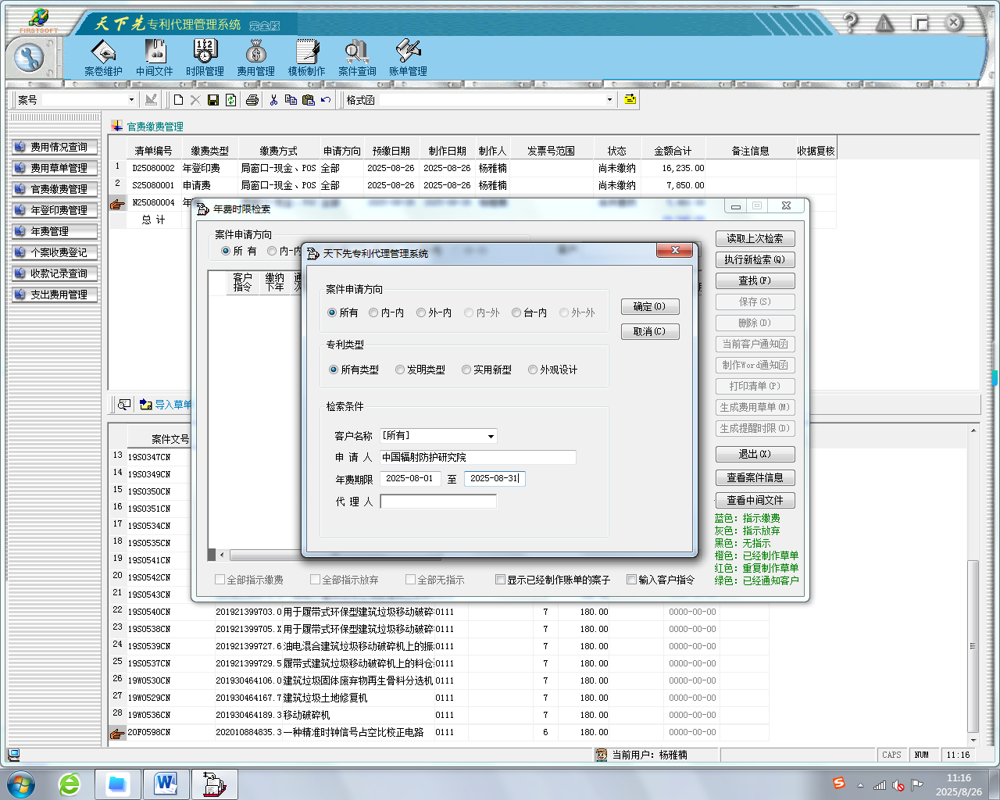 FIRSTSOFT
天下先专利代理管理系统 完全版
案卷维护 中间文件 时限管理 费用管理 模板制作 案件查询 账单管理
案号 格式函
费用情况查询
费用草单管理
官费缴费管理
年登印费管理
年费管理
个案收费登记
收款记录查询
支出费用管理
官费缴费管理
清单编号 缴费类型 缴费方式 申请方向 预缴日期 制作日期 制作人 发票号范围 状态 金额合计 备注信息 收据复核
1 D25080002 年登印费 局窗口-现金、POS 全部 2025-08-26 2025-08-26 杨雅楠 尚未缴纳 16,235.00
2 S25080001 申请费 局窗口-现金、POS 全部 2025-08-26 2025-08-26 杨雅楠 尚未缴纳 7,850.00
N25080004
总 计
导入草单
年费时限检索
案件申请方向
所 有 内-内
客户指令 缴纳下年
读取上次检索
执行新检索(Q)
查找(F)
保存(S)
删除(D)
当前客户通知函
制作Word通知函
打印清单(P)
生成费用草单(M)
生成提醒时限(D)
退出(X)
查看案件信息
查看中间文件
蓝色: 指示缴费
灰色: 指示放弃
黑色: 无指示
橙色: 已经制作草单
红色: 重复制作草单
绿色: 已经通知客户
全部指示缴费 全部指示放弃 全部无指示 显示已经制作账单的案子 输入客户指令
天下先专利代理管理系统
案件申请方向
所有 内-内 外-内 内-外 台-内 外-外
专利类型
所有类型 发明类型 实用新型 外观设计
检索条件
客户名称 [所有]
申 请 人 中国辐射防护研究院
年费期限 2025-08-01 至 2025-08-31
代 理 人
确定(O)
取消(C)
案件文号
13 19S0347CN
14 19S0349CN
15 19S0350CN
16 19S0351CN
17 19S0534CN
18 19S0535CN
19 19S0541CN
20 19S0542CN
21 19S0543CN
22 19S0540CN 201921399703.0 用于履带式环保型建筑垃圾移动破碎 0111 7 180.00 0000-00-00
23 19S0538CN 201921399705.X 用于履带式环保型建筑垃圾移动破碎 0111 7 180.00 0000-00-00
24 19S0539CN 201921399727.6 油电混合建筑垃圾移动破碎机上的振 0111 7 180.00 0000-00-00
25 19S0537CN 201921399729.5 履带式建筑垃圾移动破碎机上的料仓 0111 7 180.00 0000-00-00
26 19W0530CN 201930464106.0 建筑垃圾固体废弃物再生骨料分选机 0111 7 180.00 0000-00-00
27 19W0529CN 201930464167.7 建筑垃圾土地修复机 0111 7 180.00 0000-00-00
28 19W0536CN 201930464189.3 移动破碎机 0111 7 180.00 0000-00-00
20F0598CN 202010884835.3 一种精准时钟信号占空比校正电路 0111 6 180.00 0000-00-00
当前用户: 杨雅楠 CAPS NUM 11:16
11:16
2025/8/26